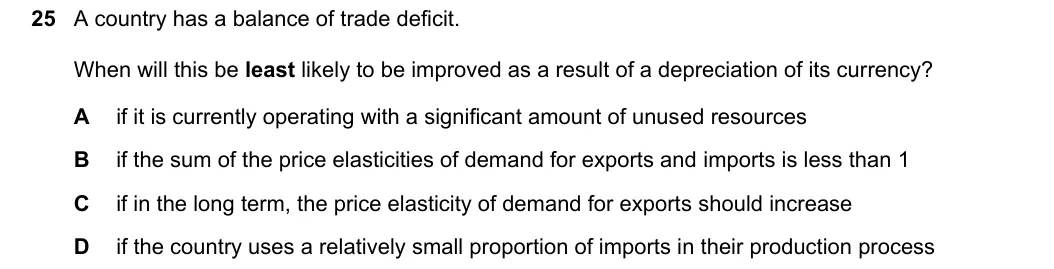 25 A country has a balance of trade deficit.
When will this be least likely to be improved as a result of a depreciation of its currency?
A if it is currently operating with a significant amount of unused resources
B if the sum of the price elasticities of demand for exports and imports is less than 1
C if in the long term, the price elasticity of demand for exports should increase
D if the country uses a relatively small proportion of imports in their production process